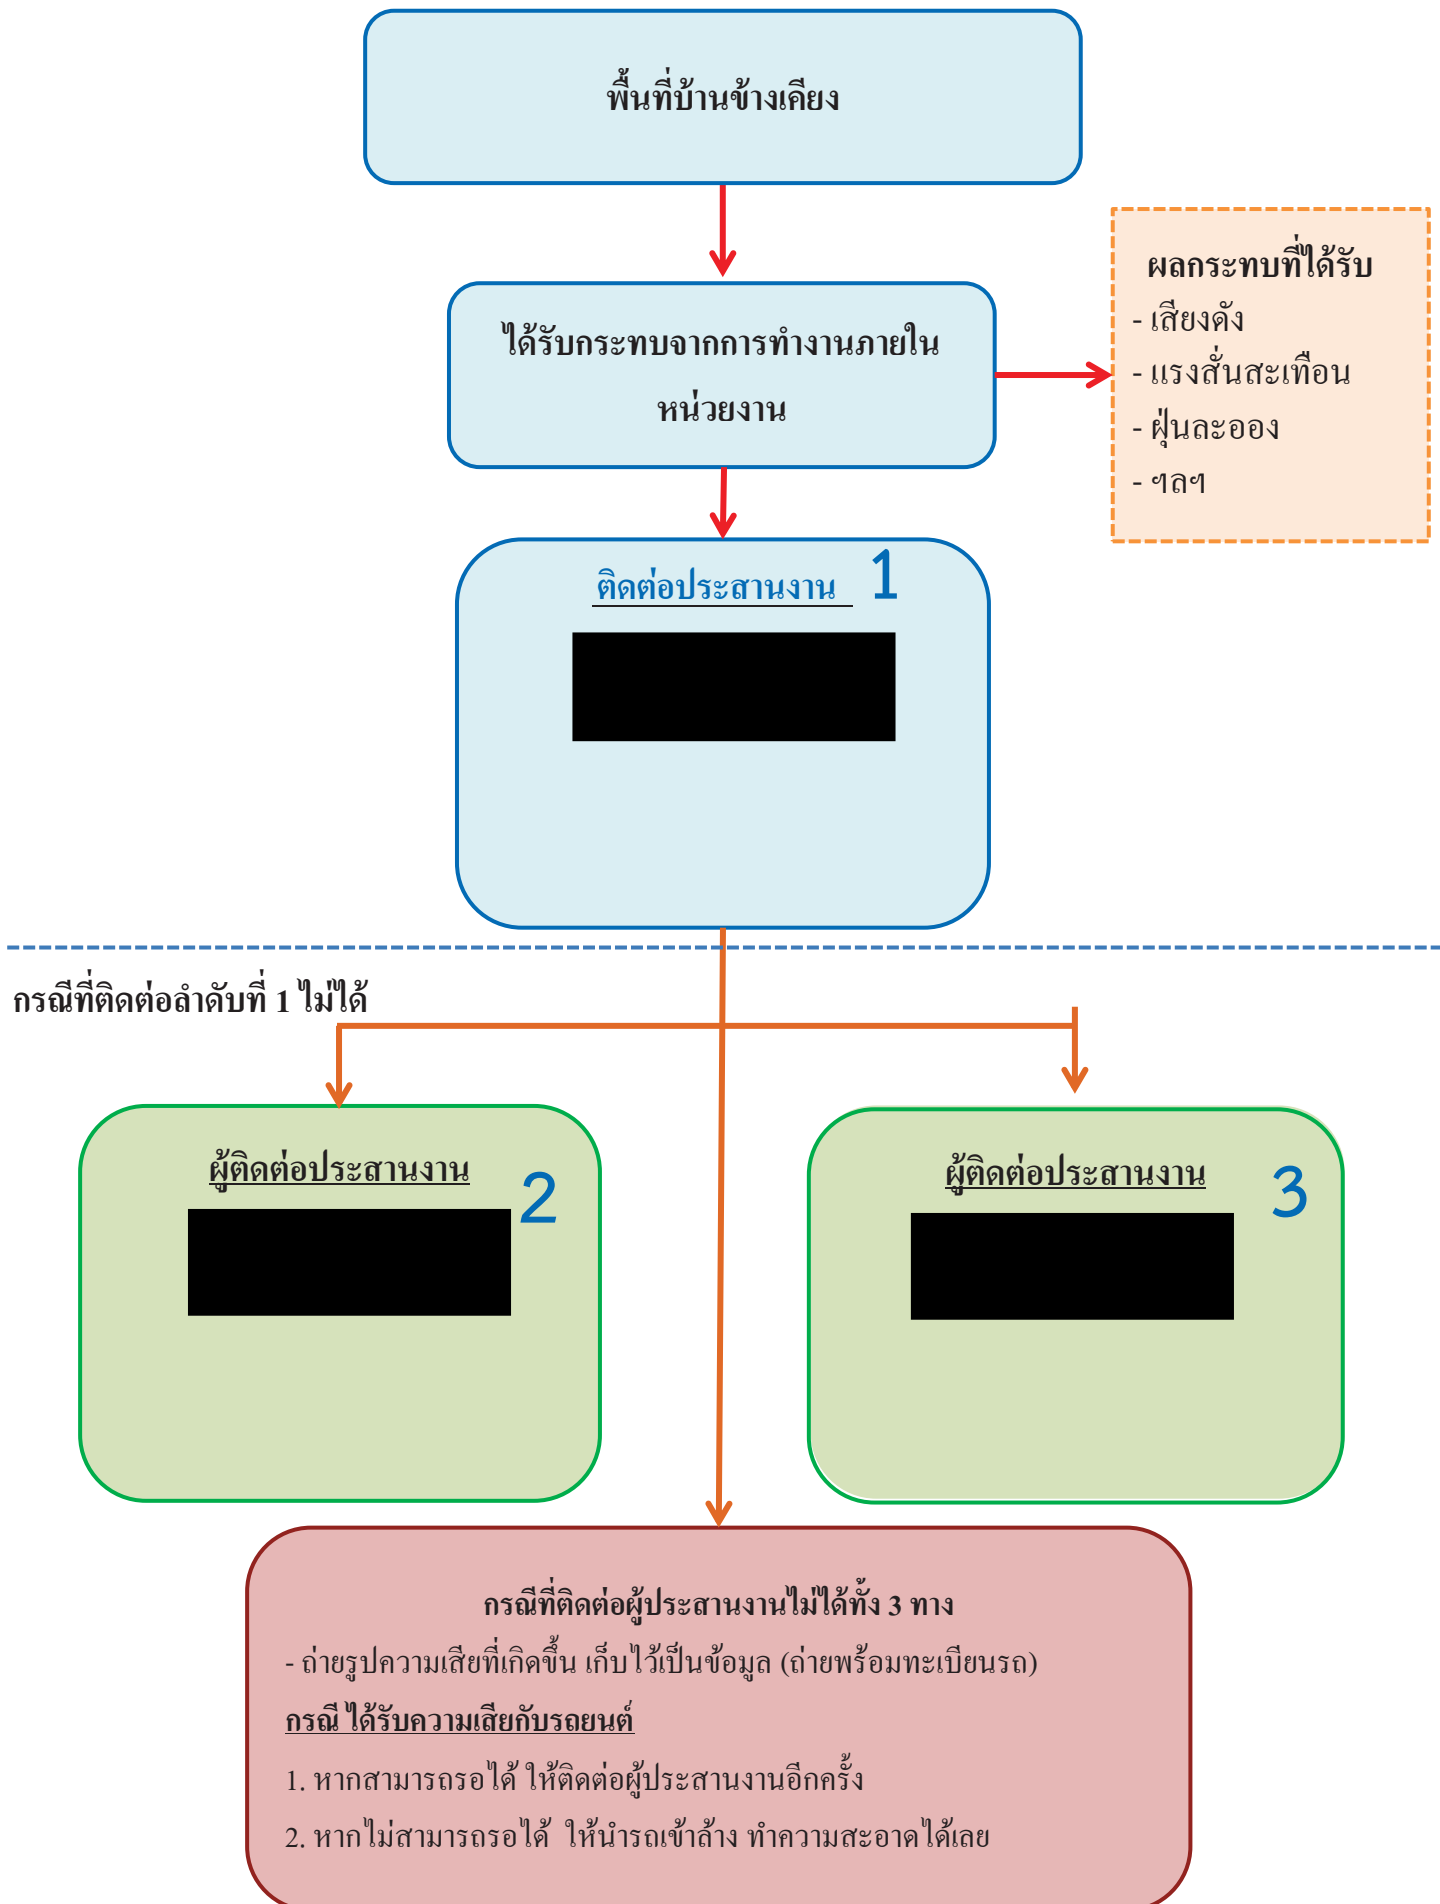 พื้นที่บ้านข้างเคียง
ได้รับกระทบจากการทำงานภายใน
หน่วยงาน
ผลกระทบที่ได้รับ
- เสียงดัง
- แรงสั่นสะเทือน
- ฝุ่นละออง
- ฯลฯ
ติดต่อประสานงาน 1
กรณีที่ติดต่อลำดับที่ 1 ไม่ได้
ผู้ติดต่อประสานงาน 2
ผู้ติดต่อประสานงาน 3
กรณีที่ติดต่อผู้ประสานงานไม่ได้ทั้ง 3 ทาง
- ถ่ายรูปความเสียที่เกิดขึ้น เก็บไว้เป็นข้อมูล (ถ่ายพร้อมทะเบียนรถ)
กรณี ได้รับความเสียกับรถยนต์
1. หากสามารถรอได้ ให้ติดต่อผู้ประสานงานอีกครั้ง
2. หากไม่สามารถรอได้ ให้นำรถเข้าล้าง ทำความสะอาดได้เลย